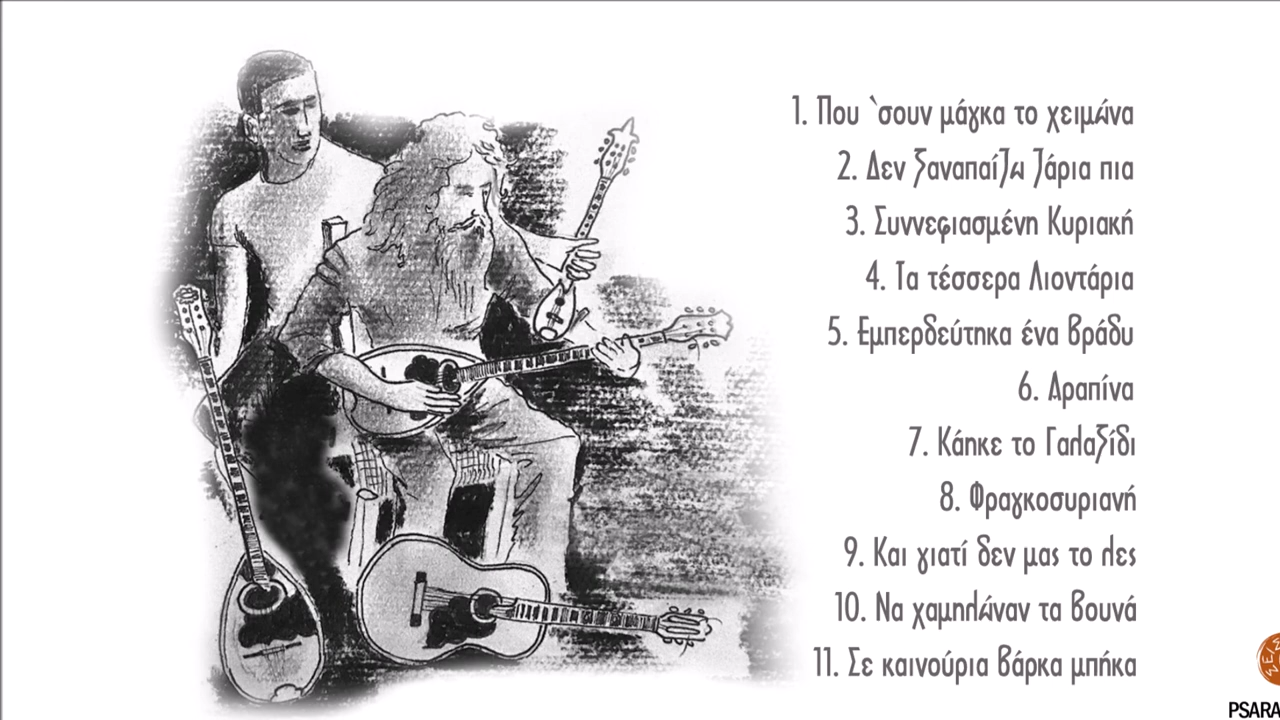 1. Που `σουν μάγκα το χειμώνα
2. Δεν ξαναπαίζω ζάρια πια
3. Συννεφιασμένη Κυριακή
4. Τα τέσσερα Λιοντάρια
5. Εμπερδεύτηκα ένα βράδυ
6. Αραπίνα
7. Κάηκε το Γαλαξίδι
8. Φραγκοσυριανή
9. Και γιατί δεν μας το λες
10. Να χαμηλώναν τα βουνά
11. Σε καινούρια βάρκα μπήκα
PSARA